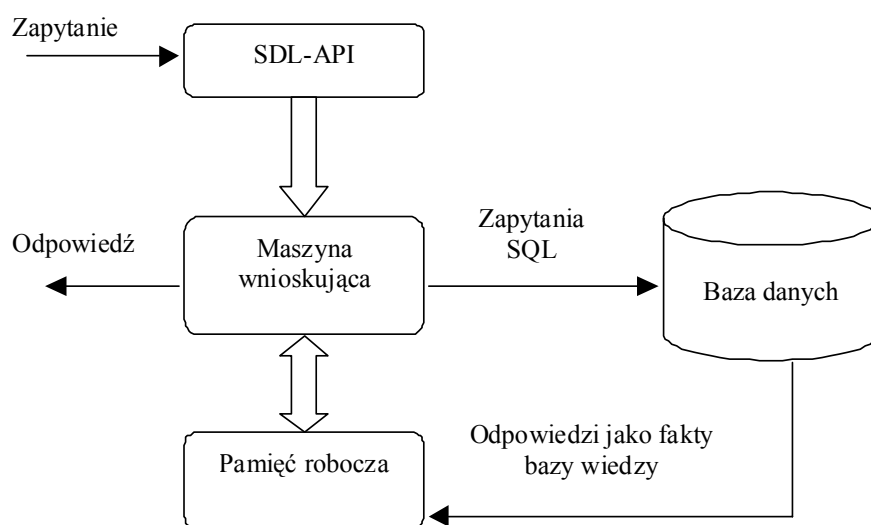 Zapytanie
SDL-API
Odpowiedź
Maszyna
wnioskująca
Zapytania
SQL
Baza danych
Pamięć robocza
Odpowiedzi jako fakty
bazy wiedzy